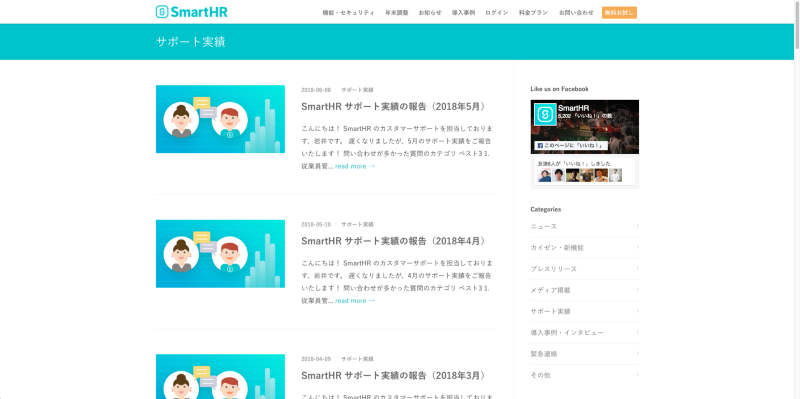 SmartHR
機能・セキュリティ 年末調整 お知らせ 導入事例 ログイン 料金プラン お問い合わせ 無料お試し
サポート実績
2018-06-08 サポート実績
SmartHR サポート実績の報告（2018年5月）
こんにちは！ SmartHR のカスタマーサポートを担当しておりま
す、岩井です。 遅くなりましたが、5月のサポート実績をご報告
いたします！ 問い合わせが多かった質問のカテゴリ ベスト3 1.
従業員管... read more →
2018-05-10 サポート実績
SmartHR サポート実績の報告（2018年4月）
こんにちは！ SmartHR のカスタマーサポートを担当しておりま
す、岩井です。 遅くなりましたが、4月のサポート実績をご報告
いたします！ 問い合わせが多かった質問のカテゴリ ベスト3 1.
従業員管... read more →
2018-04-09 サポート実績
SmartHR サポート実績の報告（2018年3月）
こんにちは！ SmartHR のカスタマーサポートを担当しておりま
Like us on Facebook
SmartHR
5,202 「いいね！」の数
このページに「いいね！」
友達8人が「いいね！」しました
Categories
ニュース
カイゼン・新機能
プレスリリース
メディア掲載
サポート実績
導入事例・インタビュー
緊急連絡
その他